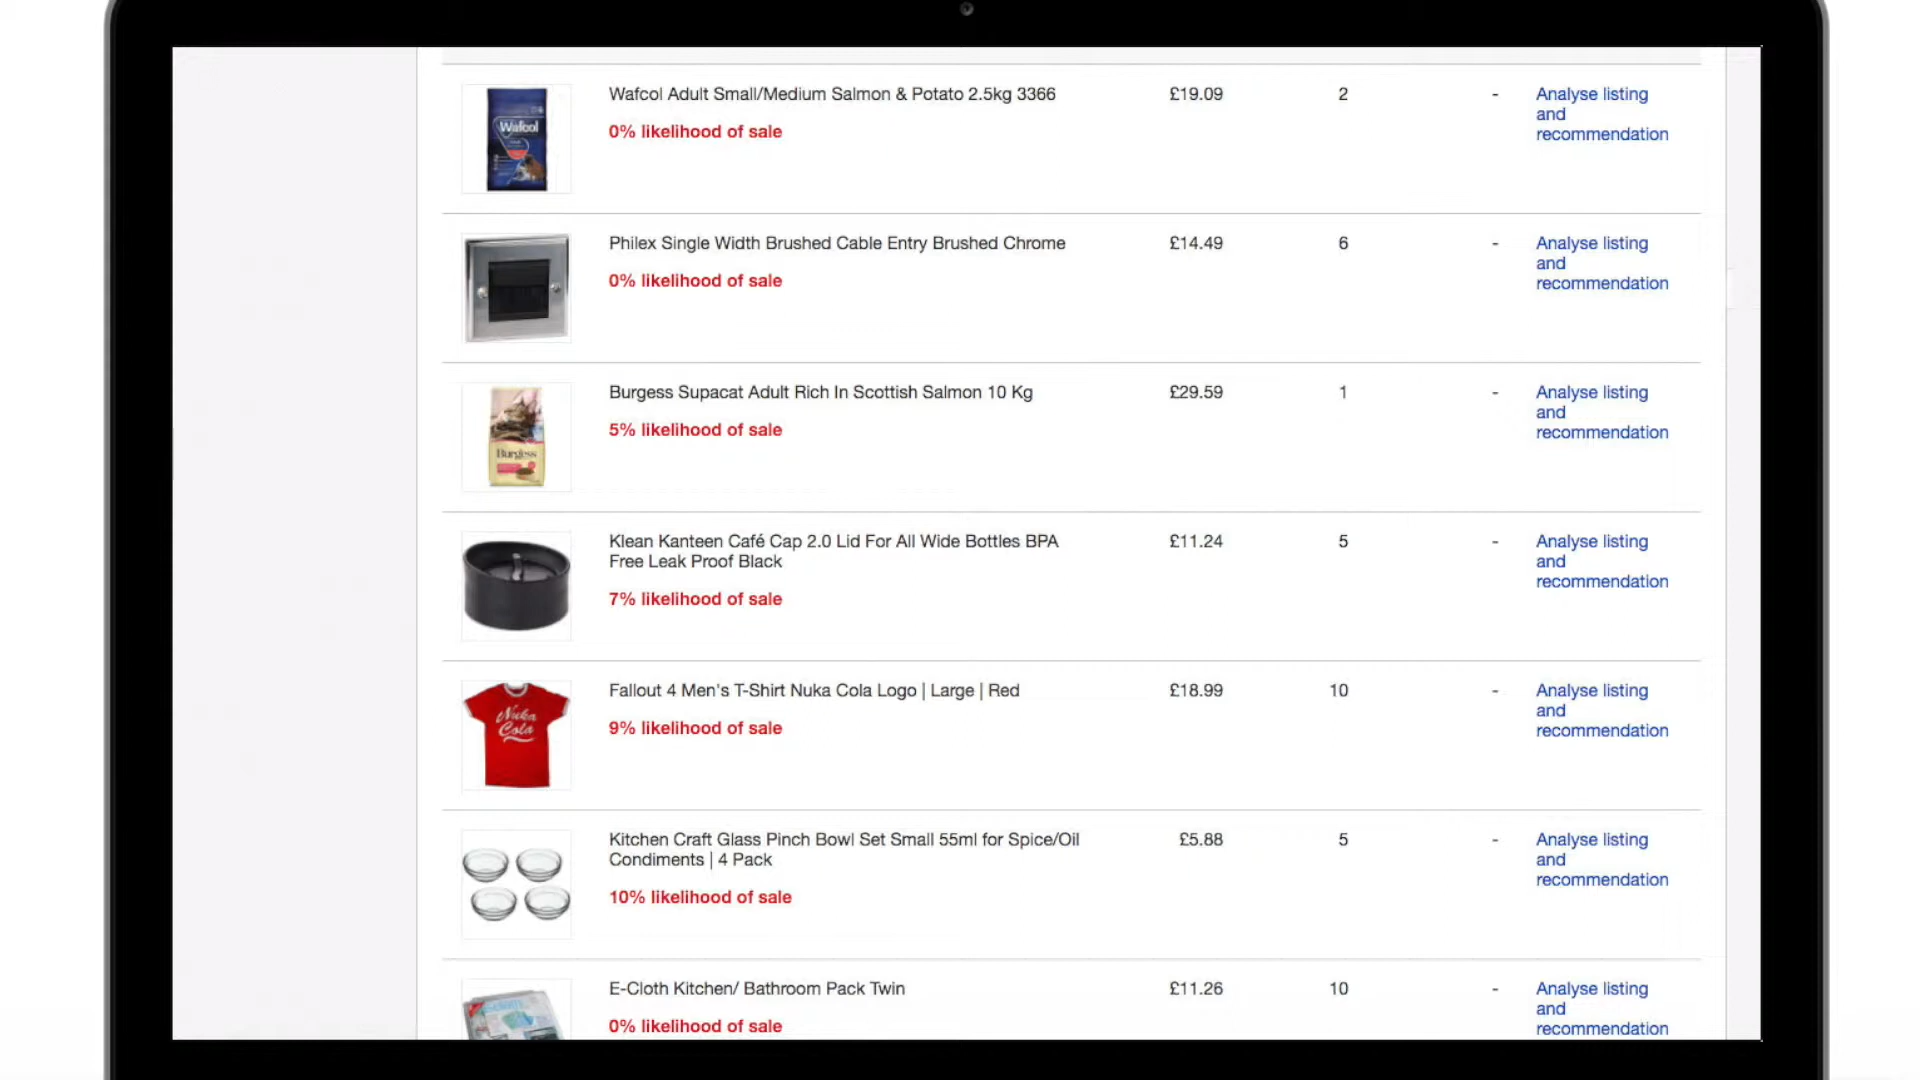 Wafcol Adult Small/Medium Salmon & Potato 2.5kg 3366 £19.09 2 - Analyse listing
and
0% likelihood of sale recommendation
Wafcol
Philex Single Width Brushed Cable Entry Brushed Chrome £14.49 6 - Analyse listing
and
0% likelihood of sale recommendation
Burgess Supacat Adult Rich In Scottish Salmon 10 Kg £29.59 1 - Analyse listing
and
5% likelihood of sale recommendation
Burgess
Klean Kanteen Café Cap 2.0 Lid For All Wide Bottles BPA £11.24 5 - Analyse listing
Free Leak Proof Black and
recommendation
7% likelihood of sale
Fallout 4 Men's T-Shirt Nuka Cola Logo | Large | Red £18.99 10 - Analyse listing
and
9% likelihood of sale recommendation
Nuka
Cola
Kitchen Craft Glass Pinch Bowl Set Small 55ml for Spice/Oil £5.88 5 - Analyse listing
Condiments | 4 Pack and
recommendation
10% likelihood of sale
E-Cloth Kitchen/ Bathroom Pack Twin £11.26 10 - Analyse listing
and
0% likelihood of sale recommendation